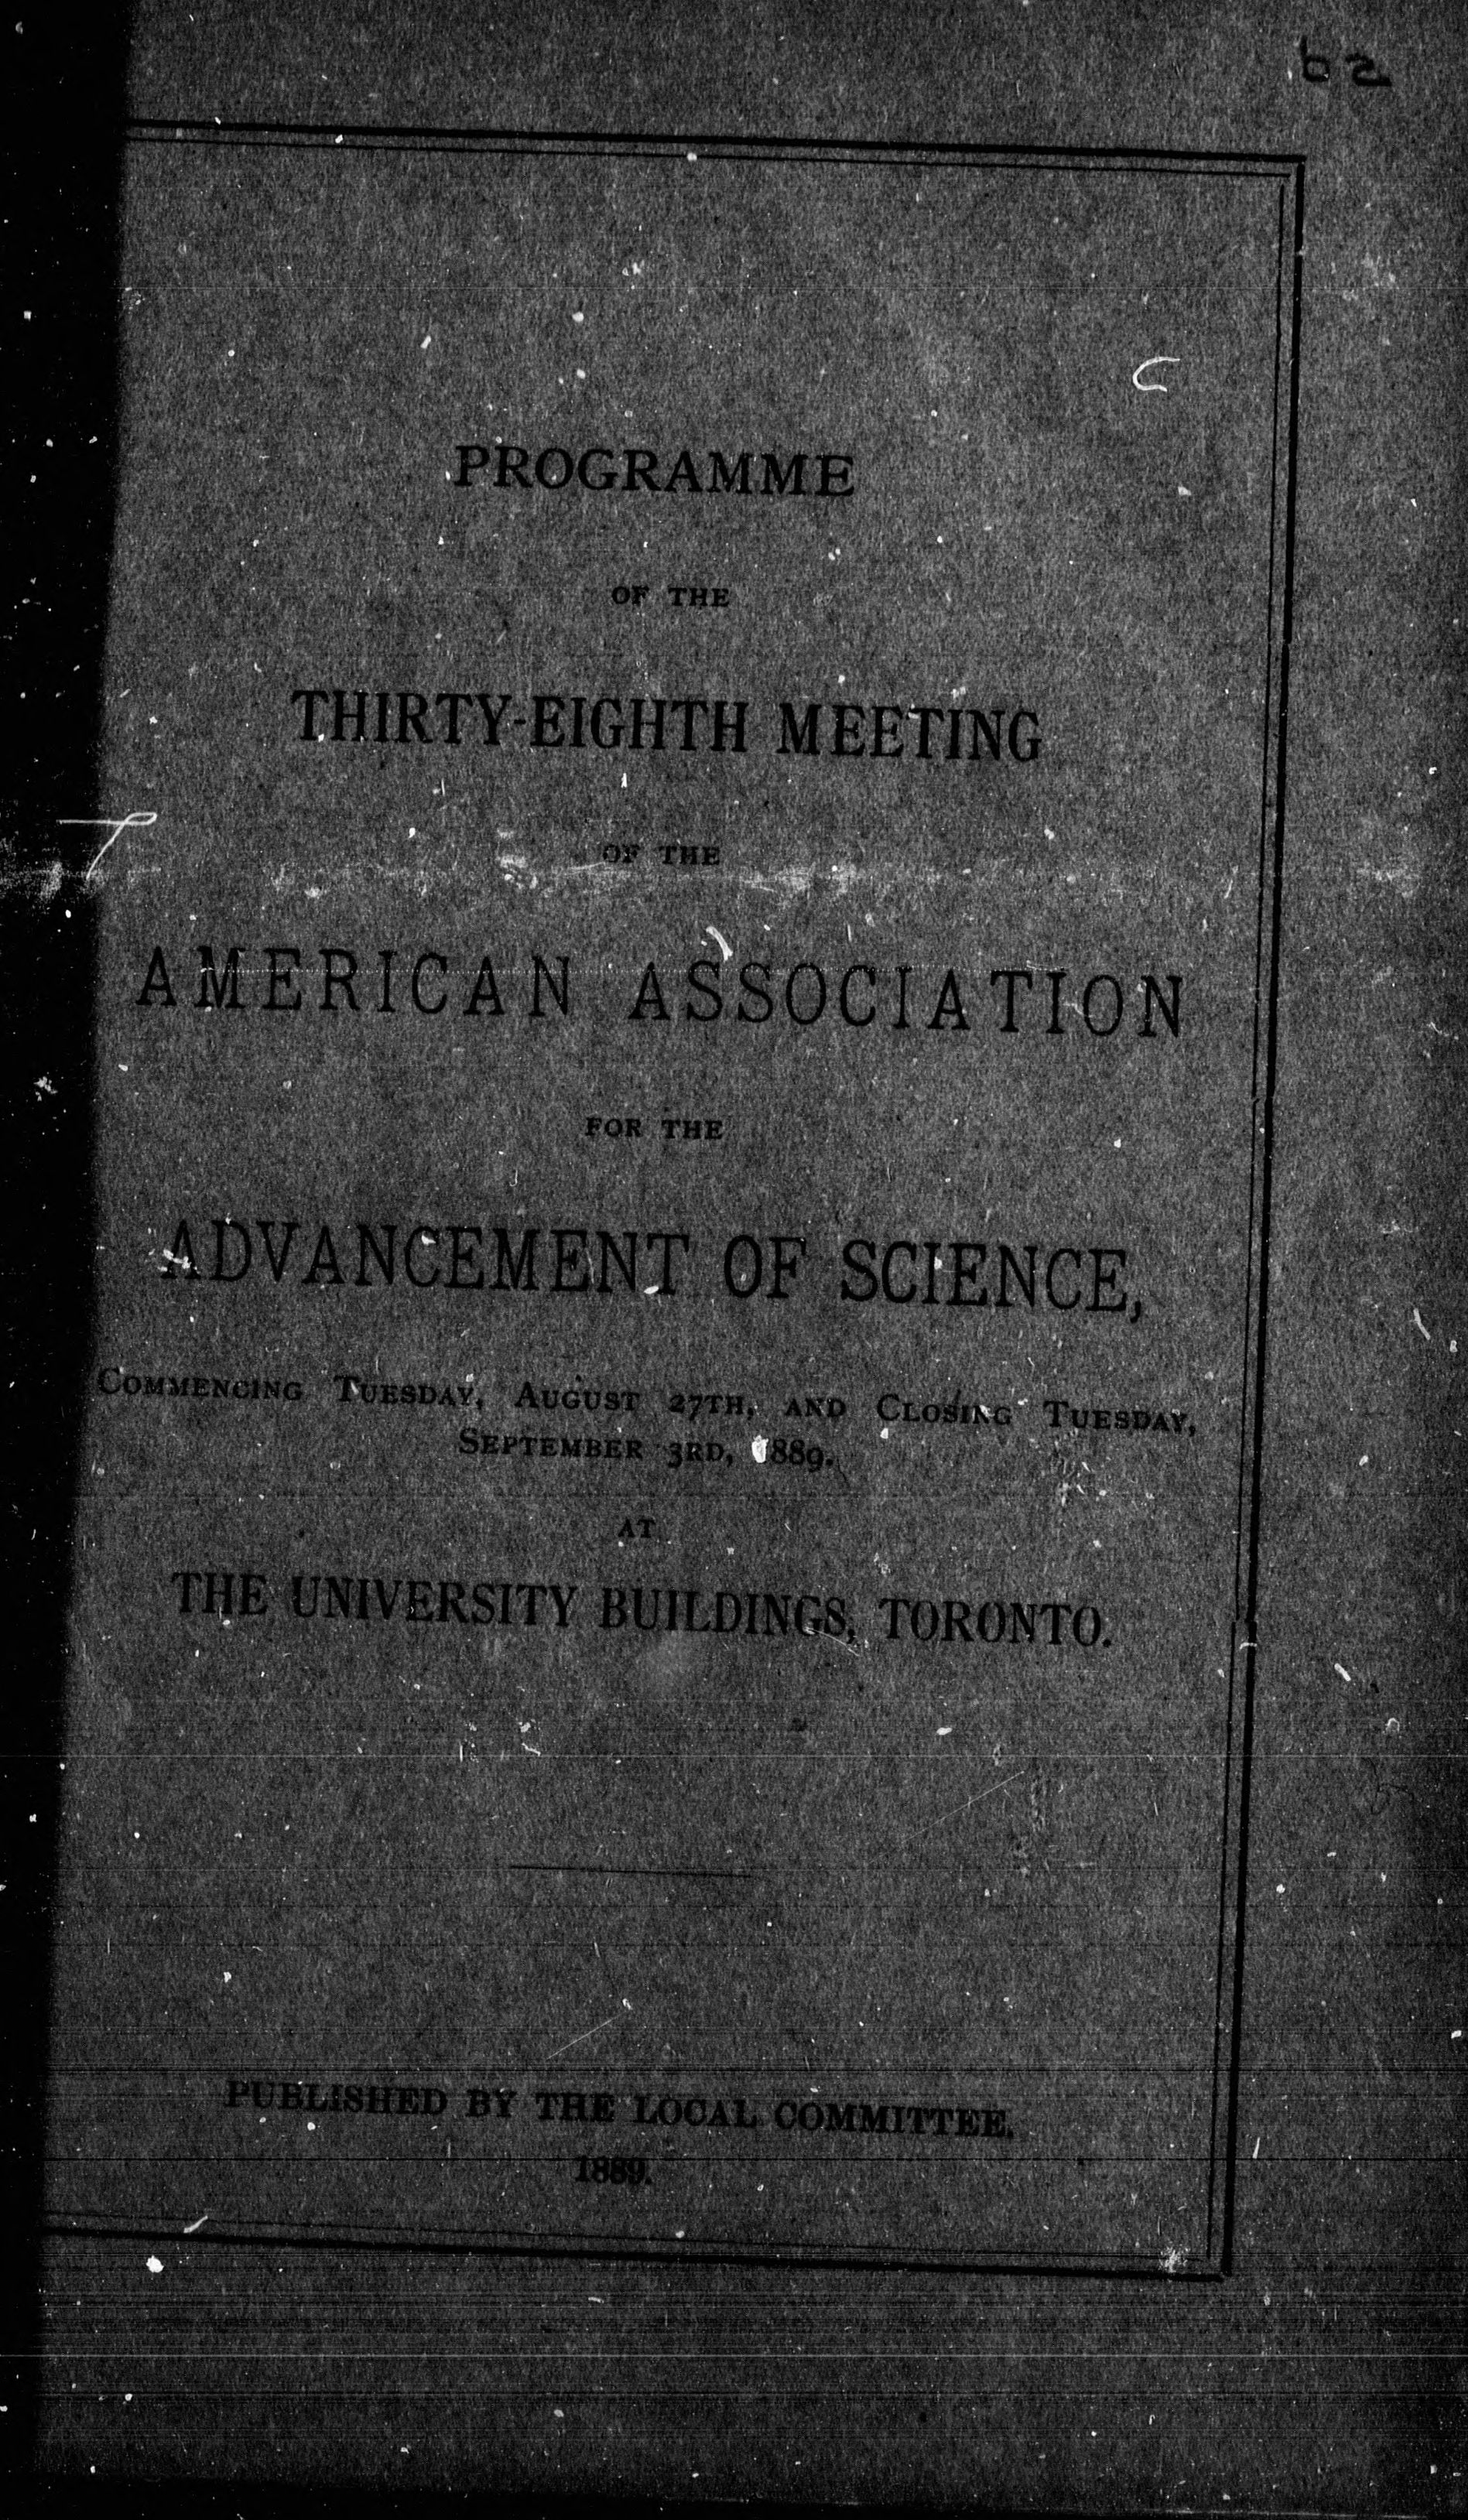 PROGRAMME
OF THE
THIRTY-EIGHTH MEETING
OF THE
AMERICAN ASSOCIATION
FOR THE
ADVANCEMENT OF SCIENCE,
COMMENCING TUESDAY, AUGUST 27TH, AND CLOSING TUESDAY,
SEPTEMBER 3RD, 1889.
AT
THE UNIVERSITY BUILDINGS, TORONTO.
PUBLISHED BY THE LOCAL COMMITTEE.
1889.